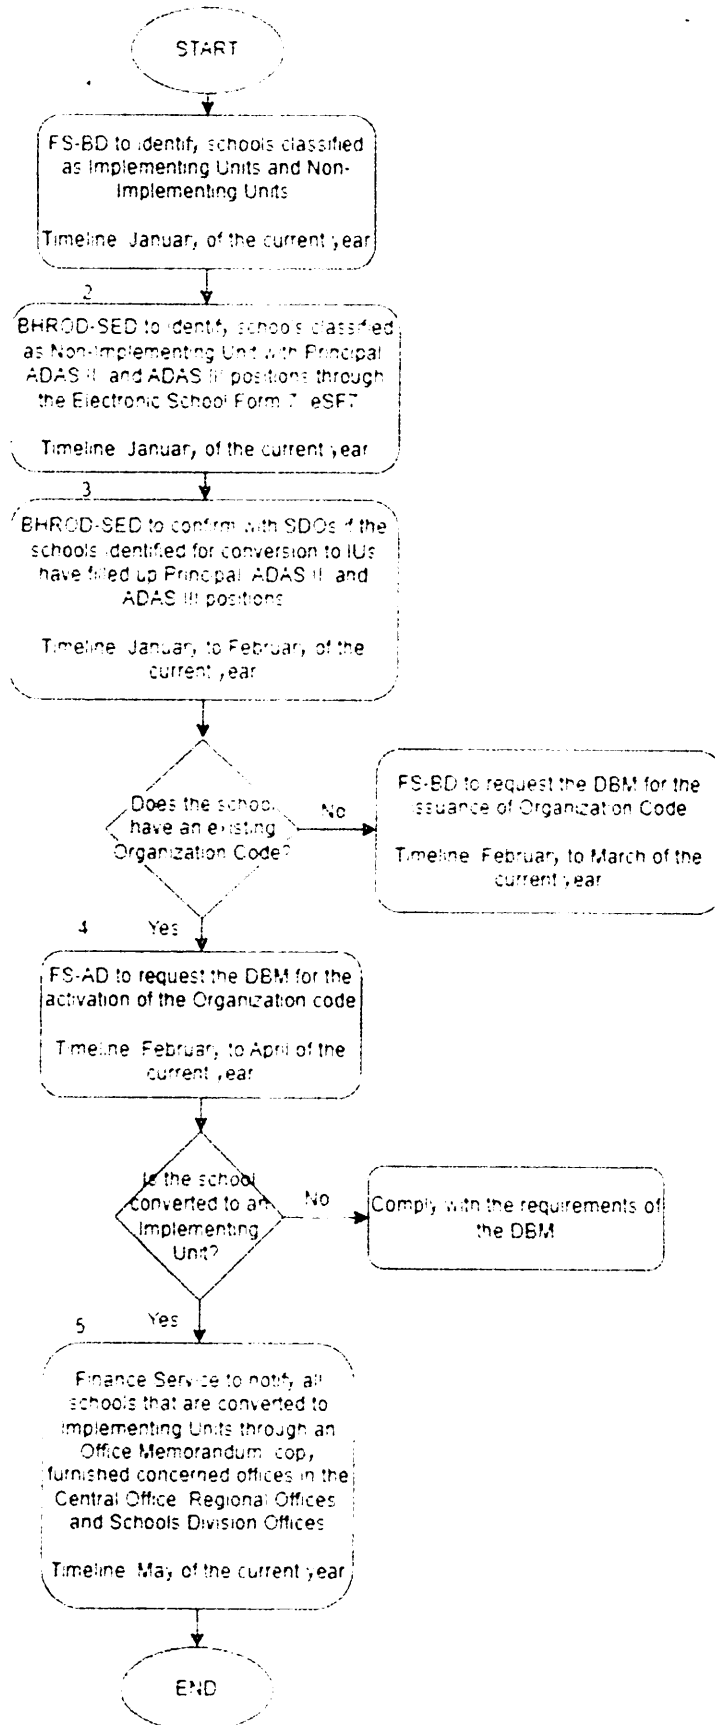 START
FS-BD to identify schools classified
as Implementing Units and Non-
Implementing Units
Timeline January of the current year
2
BHROD-SED to identify schools classified
as Non-Implementing Unit with Principal
ADAS II and ADAS III positions through
the Electronic School Form 7 eSF7
Timeline January of the current year
3
BHROD-SED to confirm with SDOs if the
schools identified for conversion to IUs
have filled up Principal ADAS II and
ADAS III positions
Timeline January to February of the
current year
Does the school
have an existing
Organization Code?
No
FS-BD to request the DBM for the
issuance of Organization Code
Timeline February to March of the
current year
4
Yes
FS-AD to request the DBM for the
activation of the Organization code
Timeline February to April of the
current year
Is the school
converted to an
Implementing
Unit?
No
Comply with the requirements of
the DBM
5
Yes
Finance Service to notify all
schools that are converted to
Implementing Units through an
Office Memorandum copy
furnished concerned offices in the
Central Office Regional Offices
and Schools Division Offices
Timeline May of the current year
END